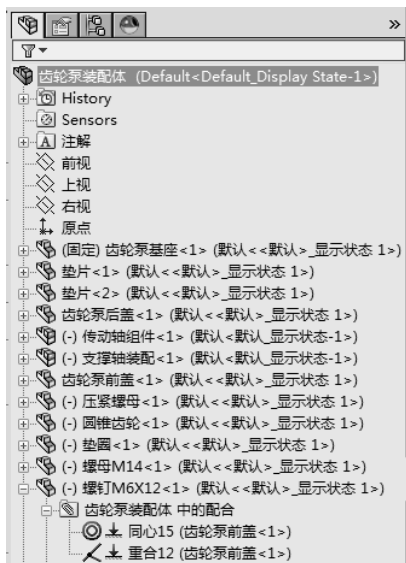 »
齿轮泵装配体 (Default<Default_Display State-1>)
History
Sensors
A 注解
前视
上视
右视
原点
(固定) 齿轮泵基座<1> (默认<<默认>_显示状态 1>)
垫片<1> (默认<<默认>_显示状态 1>)
垫片<2> (默认<<默认>_显示状态 1>)
齿轮泵后盖<1> (默认<<默认>_显示状态 1>)
(-) 传动轴组件<1> (默认<默认_显示状态-1>)
(-) 支撑轴装配<1> (默认<默认_显示状态-1>)
齿轮泵前盖<1> (默认<<默认>_显示状态 1>)
(-) 压紧螺母<1> (默认<<默认>_显示状态 1>)
(-) 圆锥齿轮<1> (默认<<默认>_显示状态 1>)
(-) 垫圈<1> (默认<<默认>_显示状态 1>)
(-) 螺母M14<1> (默认<<默认>_显示状态 1>)
(-) 螺钉M6X12<1> (默认<<默认>_显示状态 1>)
齿轮泵装配体 中的配合
同心15 (齿轮泵前盖<1>)
重合12 (齿轮泵前盖<1>)